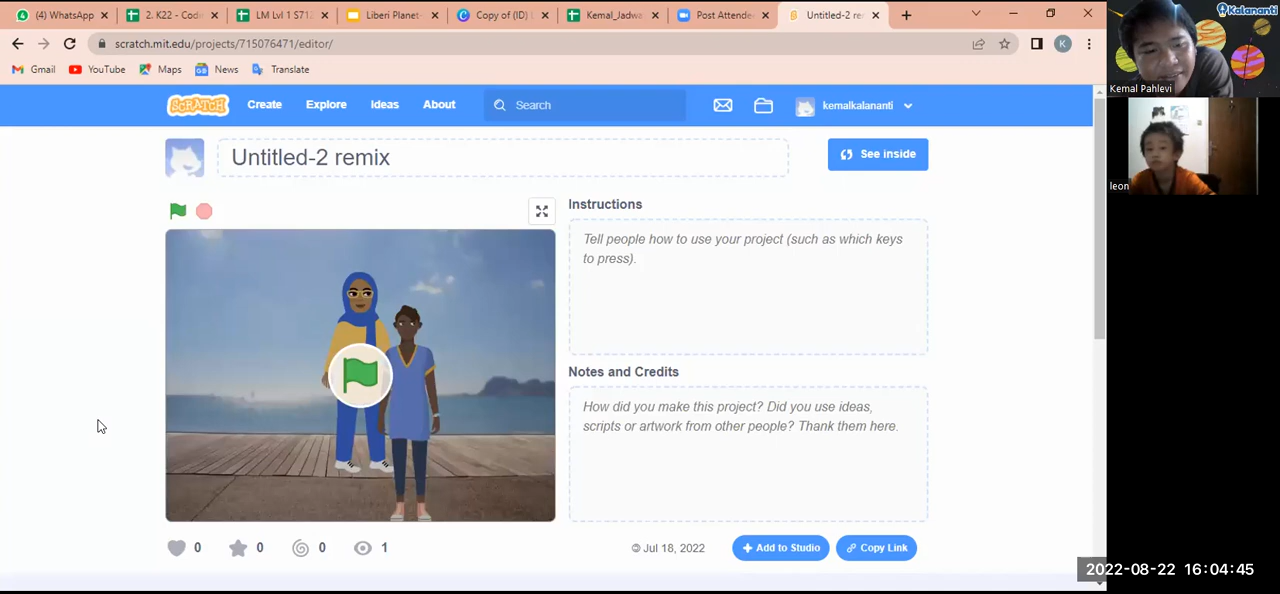 (4) WhatsApp
2. K22 - Codi
LM Lvl 1 S71
Liberi Planet-
Copy of (ID) L
Kemal_Jadwa
Post Attende
Untitled-2 re
scratch.mit.edu/projects/715076471/editor/
K
Gmail
YouTube
Maps
News
Translate
SCRATCH
Create
Explore
Ideas
About
Search
kemalkalananti
Untitled-2 remix
See inside
Instructions
Tell people how to use your project (such as which keys
to press).
Notes and Credits
How did you make this project? Did you use ideas,
scripts or artwork from other people? Thank them here.
0
0
0
1
© Jul 18, 2022
Add to Studio
Copy Link
Kalananti
Kemal Pahlevi
leon
2022-08-22 16:04:45